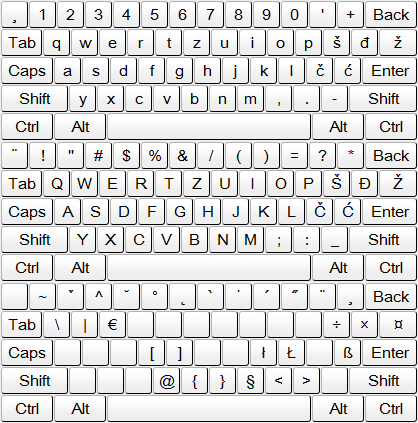 ¸ 1 2 3 4 5 6 7 8 9 0 ' + Back
Tab q w e r t z u i o p š đ ž
Caps a s d f g h j k l č ć Enter
Shift y x c v b n m , . - Shift
Ctrl Alt Alt Ctrl
¨ ! " # $ % & / ( ) = ? * Back
Tab Q W E R T Z U I O P Š Đ Ž
Caps A S D F G H J K L Č Ć Enter
Shift Y X C V B N M ; : _ Shift
Ctrl Alt Alt Ctrl
~ ˇ ^ ˘ ° ˛ ` ˙ ´ ˝ ¨ ¸ Back
Tab \ | € ÷ × ¤
Caps [ ] ł Ł ß Enter
Shift @ { } § < > Shift
Ctrl Alt Alt Ctrl